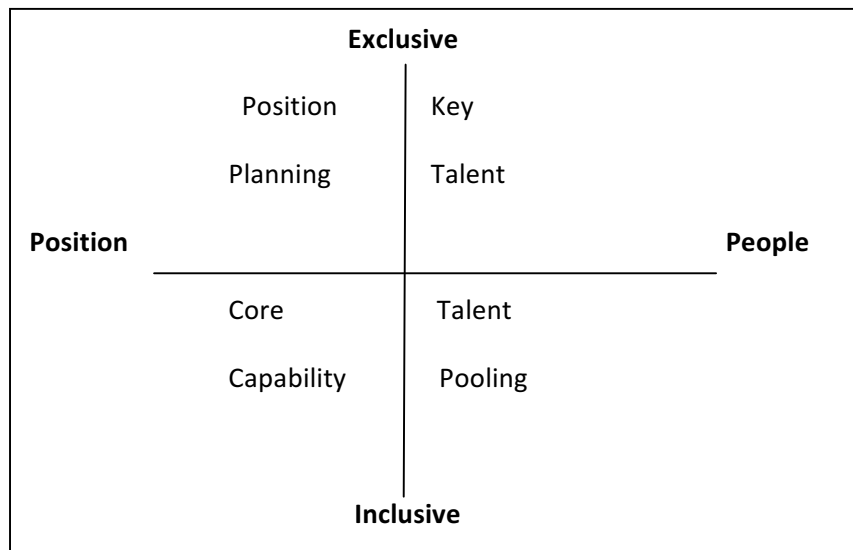 Exclusive
Position Key
Planning Talent
Position People
Core Talent
Capability Pooling
Inclusive